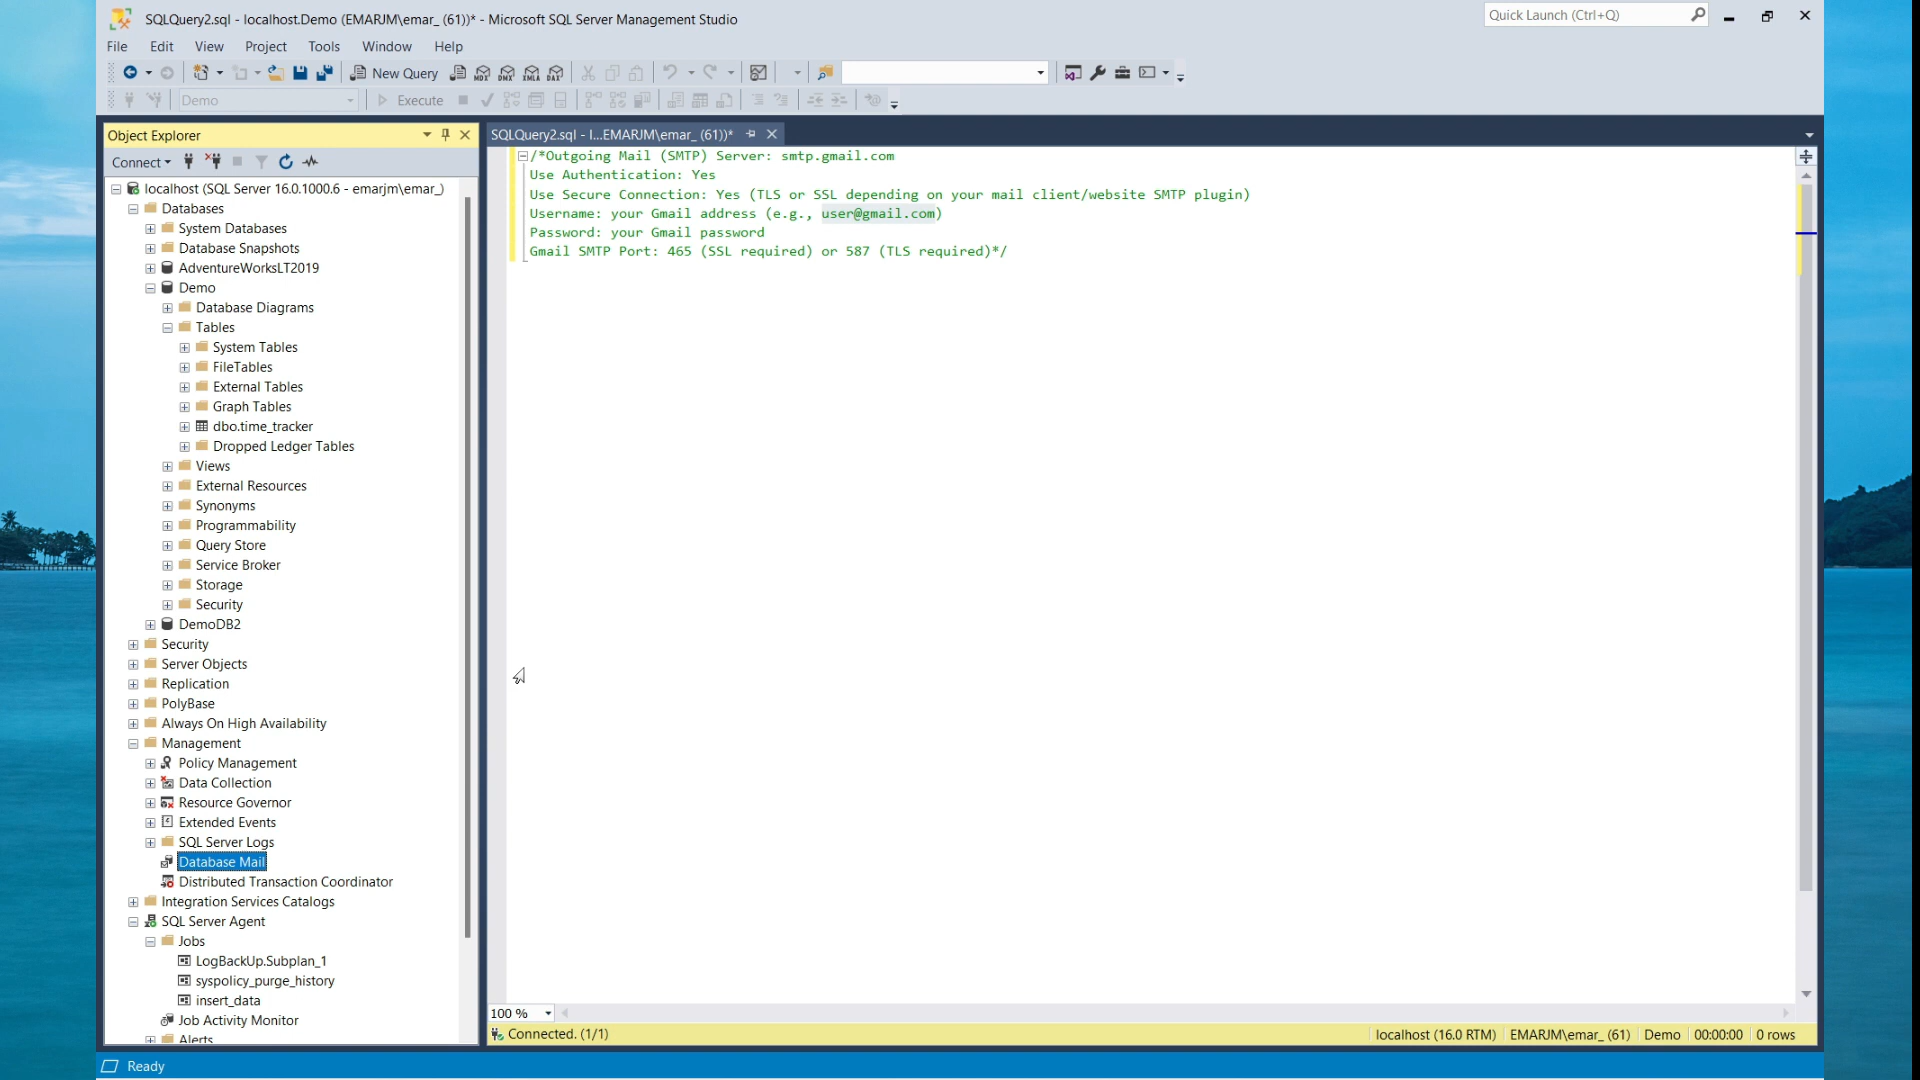 SQLQuery2.sql - localhost.Demo (EMARJM\emar_ (61))* - Microsoft SQL Server Management Studio
Quick Launch (Ctrl+Q)
File Edit View Project Tools Window Help
New Query MDX DMX XMLA DAX
Demo Execute
Object Explorer
SQLQuery2.sql - l...EMARJM\emar_ (61))*
Connect
localhost (SQL Server 16.0.1000.6 - emarjm\emar_)
Databases
System Databases
Database Snapshots
AdventureWorksLT2019
Demo
Database Diagrams
Tables
System Tables
FileTables
External Tables
Graph Tables
dbo.time_tracker
Dropped Ledger Tables
Views
External Resources
Synonyms
Programmability
Query Store
Service Broker
Storage
Security
DemoDB2
Security
Server Objects
Replication
PolyBase
Always On High Availability
Management
Policy Management
Data Collection
Resource Governor
Extended Events
SQL Server Logs
Database Mail
Distributed Transaction Coordinator
Integration Services Catalogs
SQL Server Agent
Jobs
LogBackUp.Subplan_1
syspolicy_purge_history
insert_data
Job Activity Monitor
Alerts
/*Outgoing Mail (SMTP) Server: smtp.gmail.com
Use Authentication: Yes
Use Secure Connection: Yes (TLS or SSL depending on your mail client/website SMTP plugin)
Username: your Gmail address (e.g., user@gmail.com)
Password: your Gmail password
Gmail SMTP Port: 465 (SSL required) or 587 (TLS required)*/
100 %
Connected. (1/1)
localhost (16.0 RTM) EMARJM\emar_ (61) Demo 00:00:00 0 rows
Ready